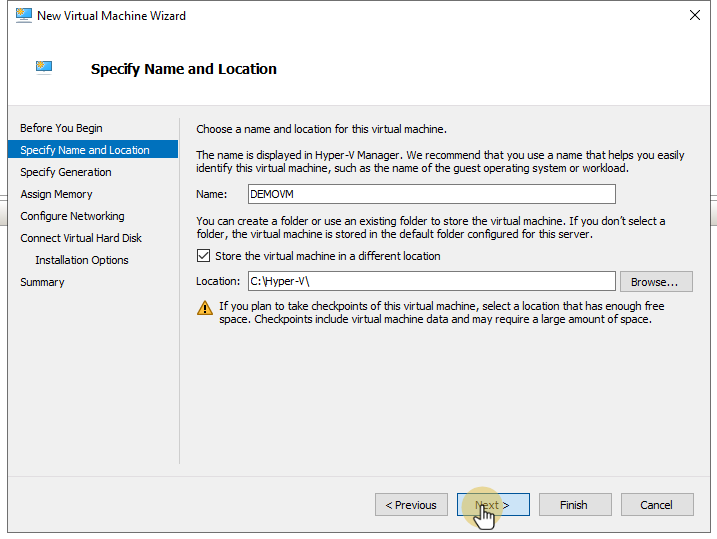 New Virtual Machine Wizard
Specify Name and Location
Before You Begin
Specify Name and Location
Specify Generation
Assign Memory
Configure Networking
Connect Virtual Hard Disk
Installation Options
Summary
Choose a name and location for this virtual machine.
The name is displayed in Hyper-V Manager. We recommend that you use a name that helps you easily
identify this virtual machine, such as the name of the guest operating system or workload.
Name: DEMOVM
You can create a folder or use an existing folder to store the virtual machine. If you don't select a
folder, the virtual machine is stored in the default folder configured for this server.
Store the virtual machine in a different location
Location: C:\Hyper-V\ Browse...
If you plan to take checkpoints of this virtual machine, select a location that has enough free
space. Checkpoints include virtual machine data and may require a large amount of space.
< Previous Next > Finish Cancel